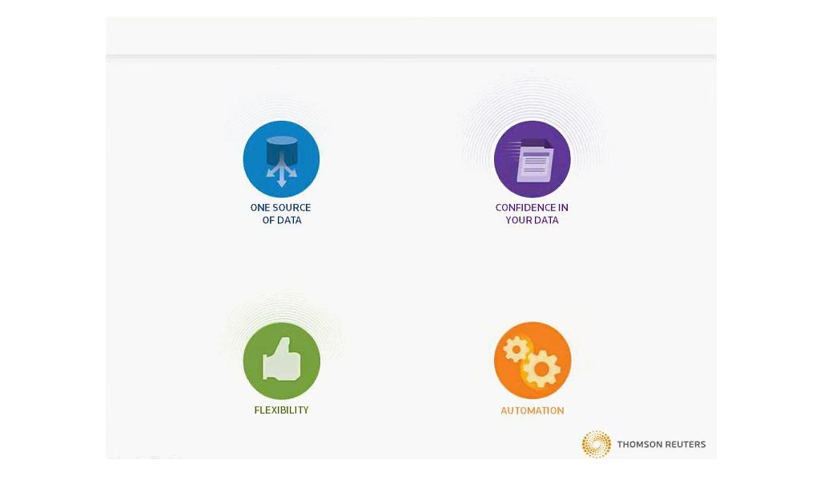 ONE SOURCE
OF DATA
CONFIDENCE IN
YOUR DATA
FLEXIBILITY
AUTOMATION
THOMSON REUTERS